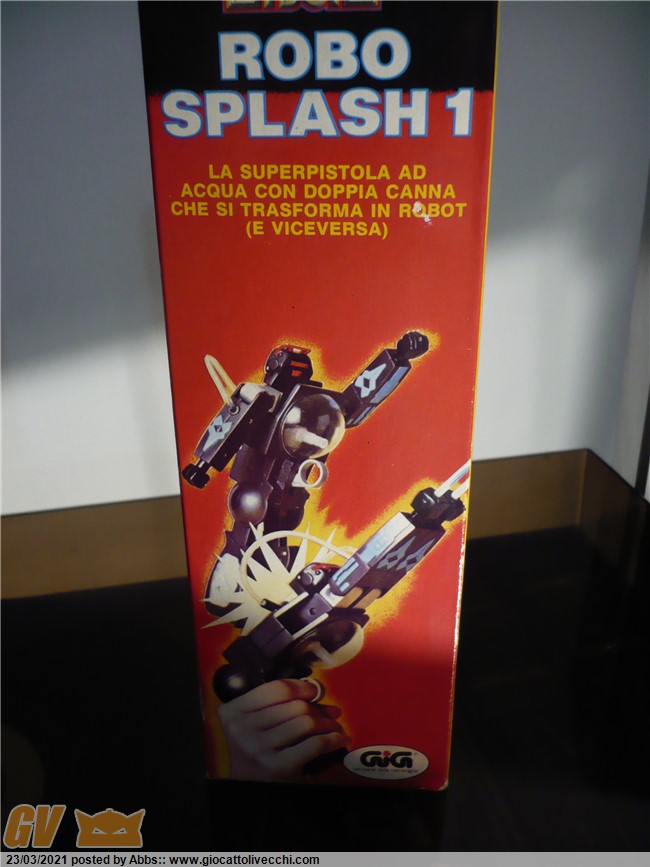 ROBO
SPLASH 1
LA SUPERPISTOLA AD
ACQUA CON DOPPIA CANNA
CHE SI TRASFORMA IN ROBOT
(E VICEVERSA)
GiGi
GV
23/03/2021 posted by Abbs:: www.giocattolivecchi.com